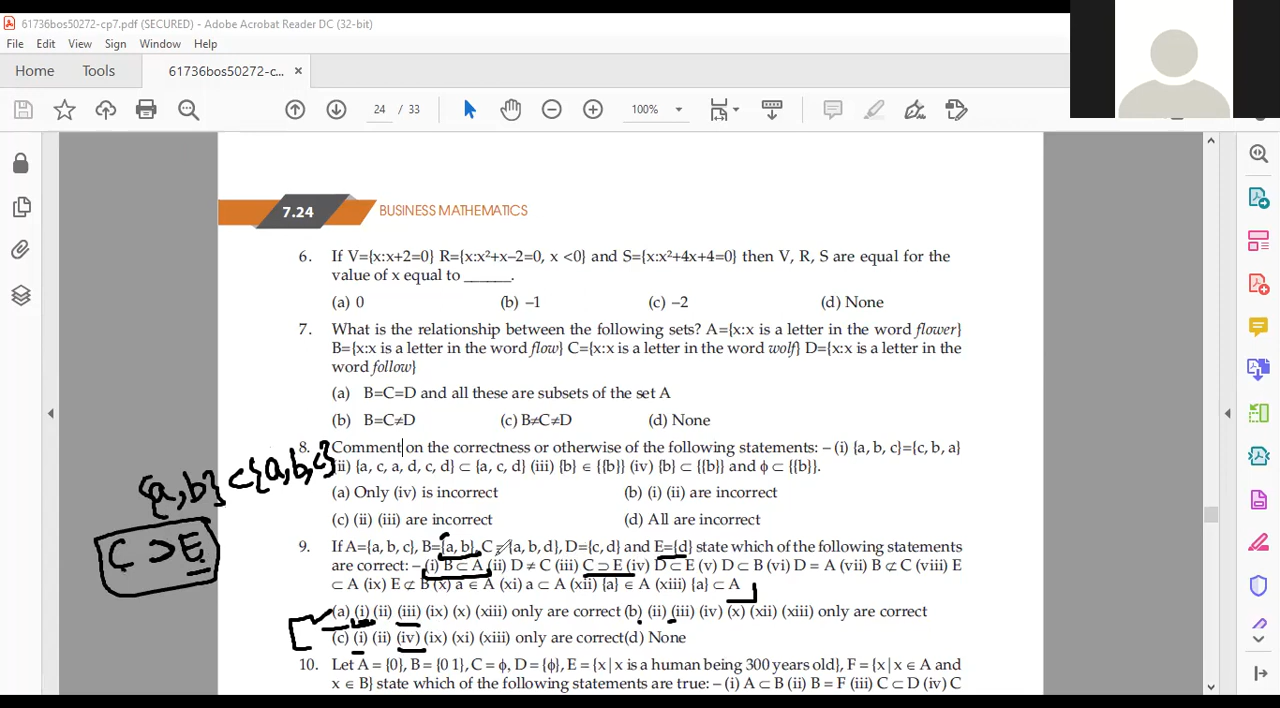 61736bos50272-cp7.pdf (SECURED) - Adobe Acrobat Reader DC (32-bit)
File Edit View Sign Window Help
Home Tools 61736bos50272-c... ×
24 / 33 100%
7.24 BUSINESS MATHEMATICS
6. If V={x:x+2=0} R={x:x²+x–2=0, x <0} and S={x:x²+4x+4=0} then V, R, S are equal for the
value of x equal to ______.
(a) 0 (b) –1 (c) –2 (d) None
7. What is the relationship between the following sets? A={x:x is a letter in the word flower}
B={x:x is a letter in the word flow} C={x:x is a letter in the word wolf} D={x:x is a letter in the
word follow}
(a) B=C=D and all these are subsets of the set A
(b) B=C≠D (c) B≠C≠D (d) None
8. Comment on the correctness or otherwise of the following statements: – (i) {a, b, c}={c, b, a}
(ii) {a, c, a, d, c, d} ⊂ {a, c, d} (iii) {b} ∈ {{b}} (iv) {b} ⊂ {{b}} and ϕ ⊂ {{b}}.
{a,b} ⊂ {a,b,c}
(a) Only (iv) is incorrect (b) (i) (ii) are incorrect
(c) (ii) (iii) are incorrect (d) All are incorrect
C ⊃ E
9. If A={a, b, c}, B={a, b}, C={a, b, d}, D={c, d} and E={d} state which of the following statements
are correct: – (i) B ⊂ A (ii) D ≠ C (iii) C ⊃ E (iv) D ⊂ E (v) D ⊂ B (vi) D = A (vii) B ⊄ C (viii) E
⊂ A (ix) E ⊄ B (x) a ∈ A (xi) a ⊂ A (xii) {a} ∈ A (xiii) {a} ⊂ A
(a) (i) (ii) (iii) (ix) (x) (xiii) only are correct (b) (ii) (iii) (iv) (x) (xii) (xiii) only are correct
(c) (i) (ii) (iv) (ix) (xi) (xiii) only are correct(d) None
10. Let A = {0}, B = {0 1}, C = ϕ, D = {ϕ}, E = {x|x is a human being 300 years old}, F = {x|x ∈ A and
x ∈ B} state which of the following statements are true: – (i) A ⊂ B (ii) B = F (iii) C ⊂ D (iv) C